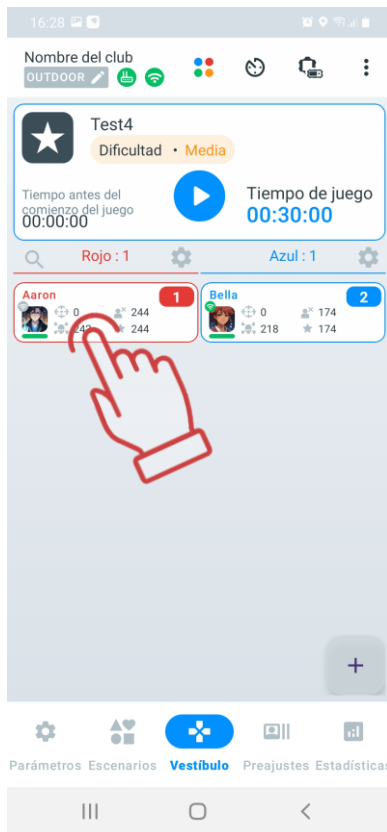 16:28
Nombre del club
OUTDOOR
Test4
Dificultad • Media
Tiempo antes del
comienzo del juego
00:00:00
Tiempo de juego
00:30:00
Rojo : 1
Azul : 1
Aaron
1
0
244
242
244
Bella
2
0
174
218
174
+
Parámetros
Escenarios
Vestíbulo
Preajustes
Estadística